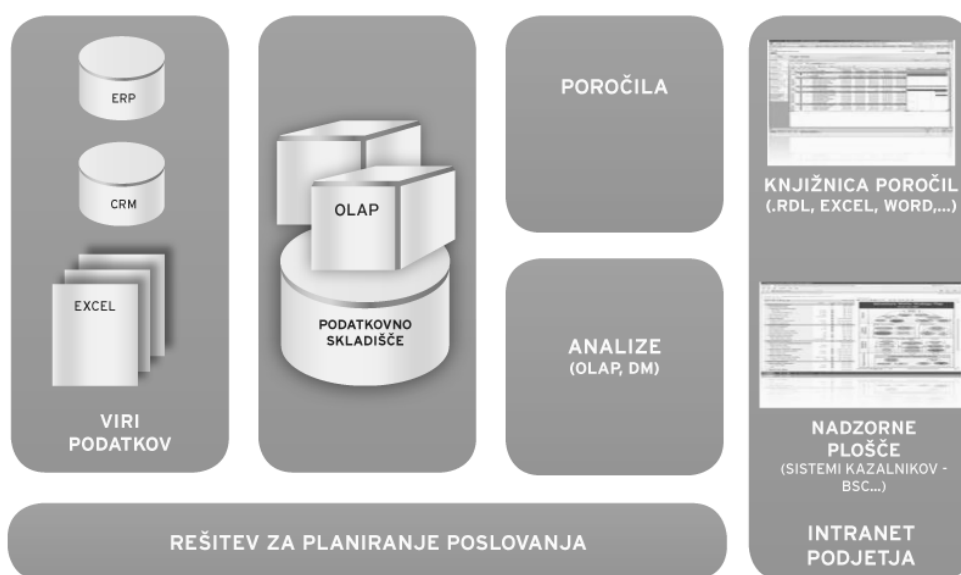 ERP
CRM
EXCEL
VIRI
PODATKOV
OLAP
PODATKOVNO
SKLADIŠČE
POROČILA
ANALIZE
(OLAP, DM)
KNJIŽNICA POROČIL
(.RDL, EXCEL, WORD,...)
NADZORNE
PLOŠČE
(SISTEMI KAZALNIKOV -
BSC...)
INTRANET
PODJETJA
REŠITEV ZA PLANIRANJE POSLOVANJA